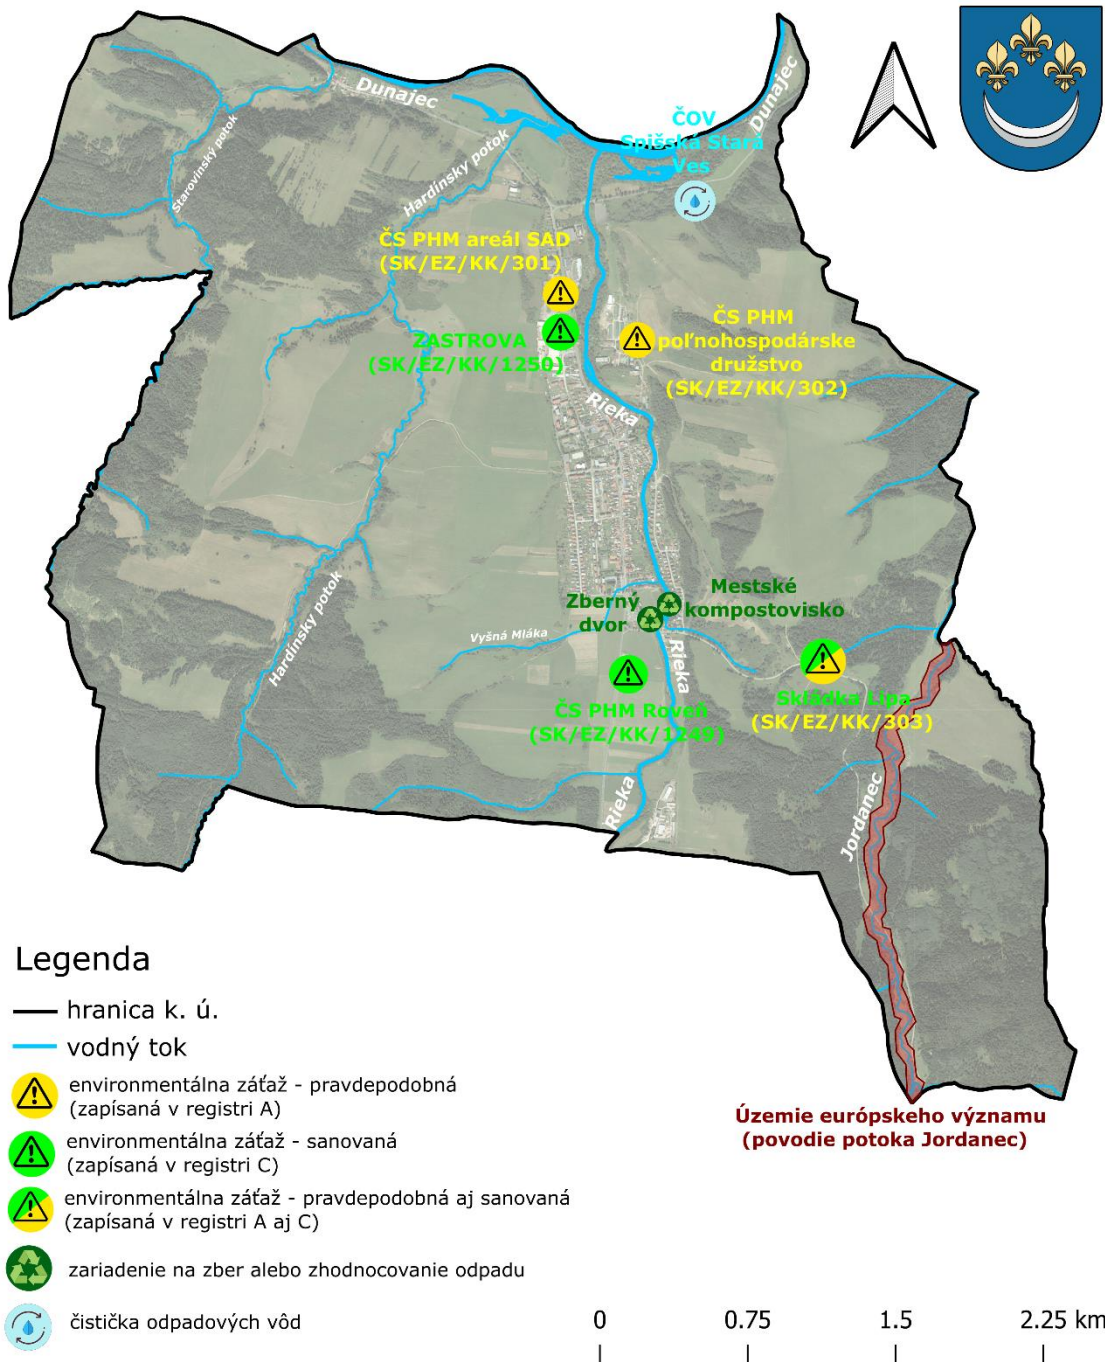 Dunajec
Dunajec
ČOV
Spišská Stará
Ves
Starovinský potok
Hardínsky potok
ČS PHM areál SAD
(SK/EZ/KK/301)
ZASTROVA
(SK/EZ/KK/1250)
ČS PHM
poľnohospodárske
družstvo
(SK/EZ/KK/302)
Rieka
Hardínsky potok
Zberný
dvor
Mestské
kompostovisko
Vyšná Mláka
Rieka
ČS PHM Roveň
(SK/EZ/KK/1249)
Skládka Lipa
(SK/EZ/KK/303)
Rieka
Jordanec
Územie európskeho významu
(povodie potoka Jordanec)
Legenda
hranica k. ú.
vodný tok
environmentálna záťaž - pravdepodobná
(zapísaná v registri A)
environmentálna záťaž - sanovaná
(zapísaná v registri C)
environmentálna záťaž - pravdepodobná aj sanovaná
(zapísaná v registri A aj C)
zariadenie na zber alebo zhodnocovanie odpadu
čistička odpadových vôd
0 0.75 1.5 2.25 km